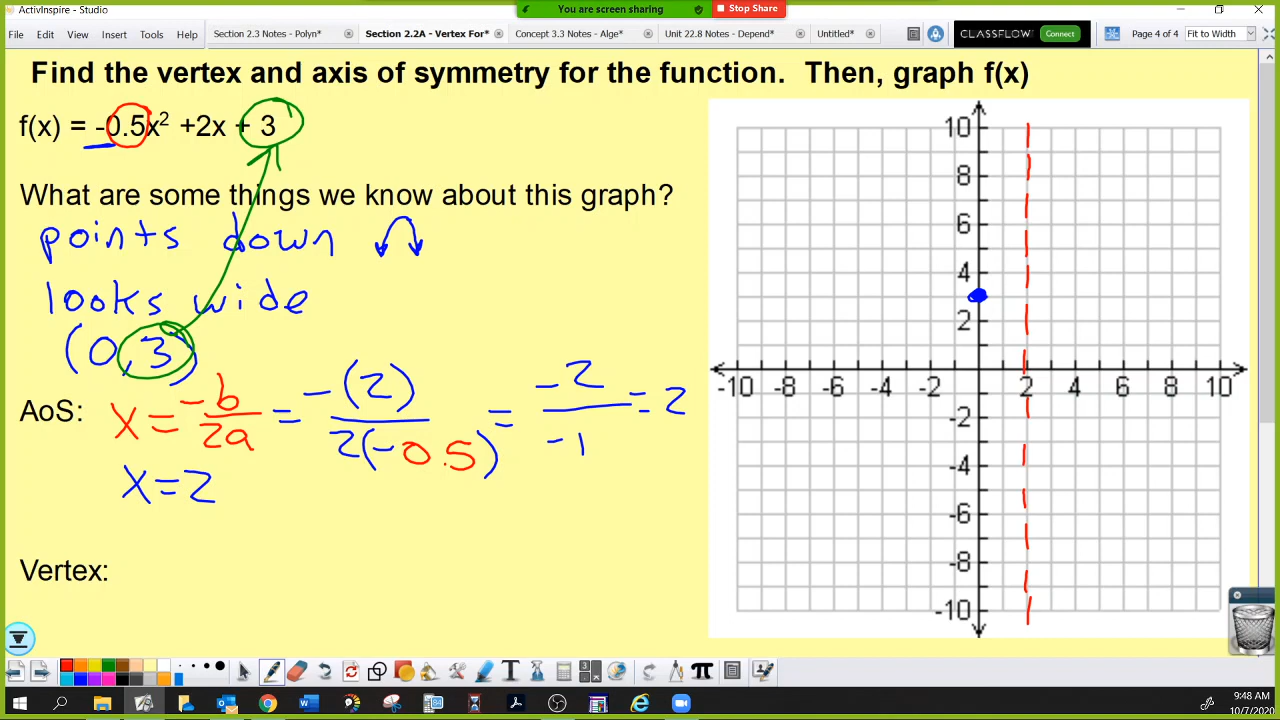 ActivInspire - Studio
You are screen sharing
Stop Share
File Edit View Insert Tools Help
Section 2.3 Notes - Polyn*
Section 2.2A - Vertex For*
Concept 3.3 Notes - Alge*
Unit 22.8 Notes - Depend*
Untitled*
CLASSFLOW Connect
Page 4 of 4
Fit to Width
Find the vertex and axis of symmetry for the function. Then, graph f(x)
f(x) = -0.5x² +2x + 3
What are some things we know about this graph?
points down
looks wide
(0, 3)
AoS: x = -b/2a = -(2)/2(-0.5) = -2/-1 = 2
x = 2
Vertex:
10
8
6
4
2
-10 -8 -6 -4 -2 2 4 6 8 10
-2
-4
-6
-8
-10
9:48 AM
10/7/2020